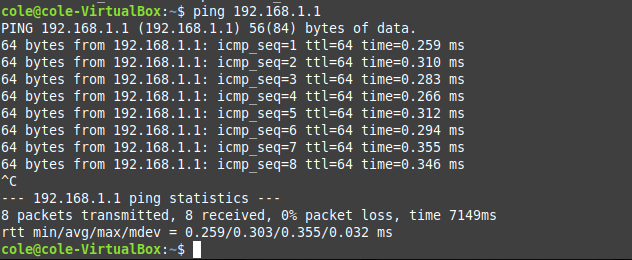 cole@cole-VirtualBox:~$ ping 192.168.1.1
PING 192.168.1.1 (192.168.1.1) 56(84) bytes of data.
64 bytes from 192.168.1.1: icmp_seq=1 ttl=64 time=0.259 ms
64 bytes from 192.168.1.1: icmp_seq=2 ttl=64 time=0.310 ms
64 bytes from 192.168.1.1: icmp_seq=3 ttl=64 time=0.283 ms
64 bytes from 192.168.1.1: icmp_seq=4 ttl=64 time=0.266 ms
64 bytes from 192.168.1.1: icmp_seq=5 ttl=64 time=0.312 ms
64 bytes from 192.168.1.1: icmp_seq=6 ttl=64 time=0.294 ms
64 bytes from 192.168.1.1: icmp_seq=7 ttl=64 time=0.355 ms
64 bytes from 192.168.1.1: icmp_seq=8 ttl=64 time=0.346 ms
^C
--- 192.168.1.1 ping statistics ---
8 packets transmitted, 8 received, 0% packet loss, time 7149ms
rtt min/avg/max/mdev = 0.259/0.303/0.355/0.032 ms
cole@cole-VirtualBox:~$